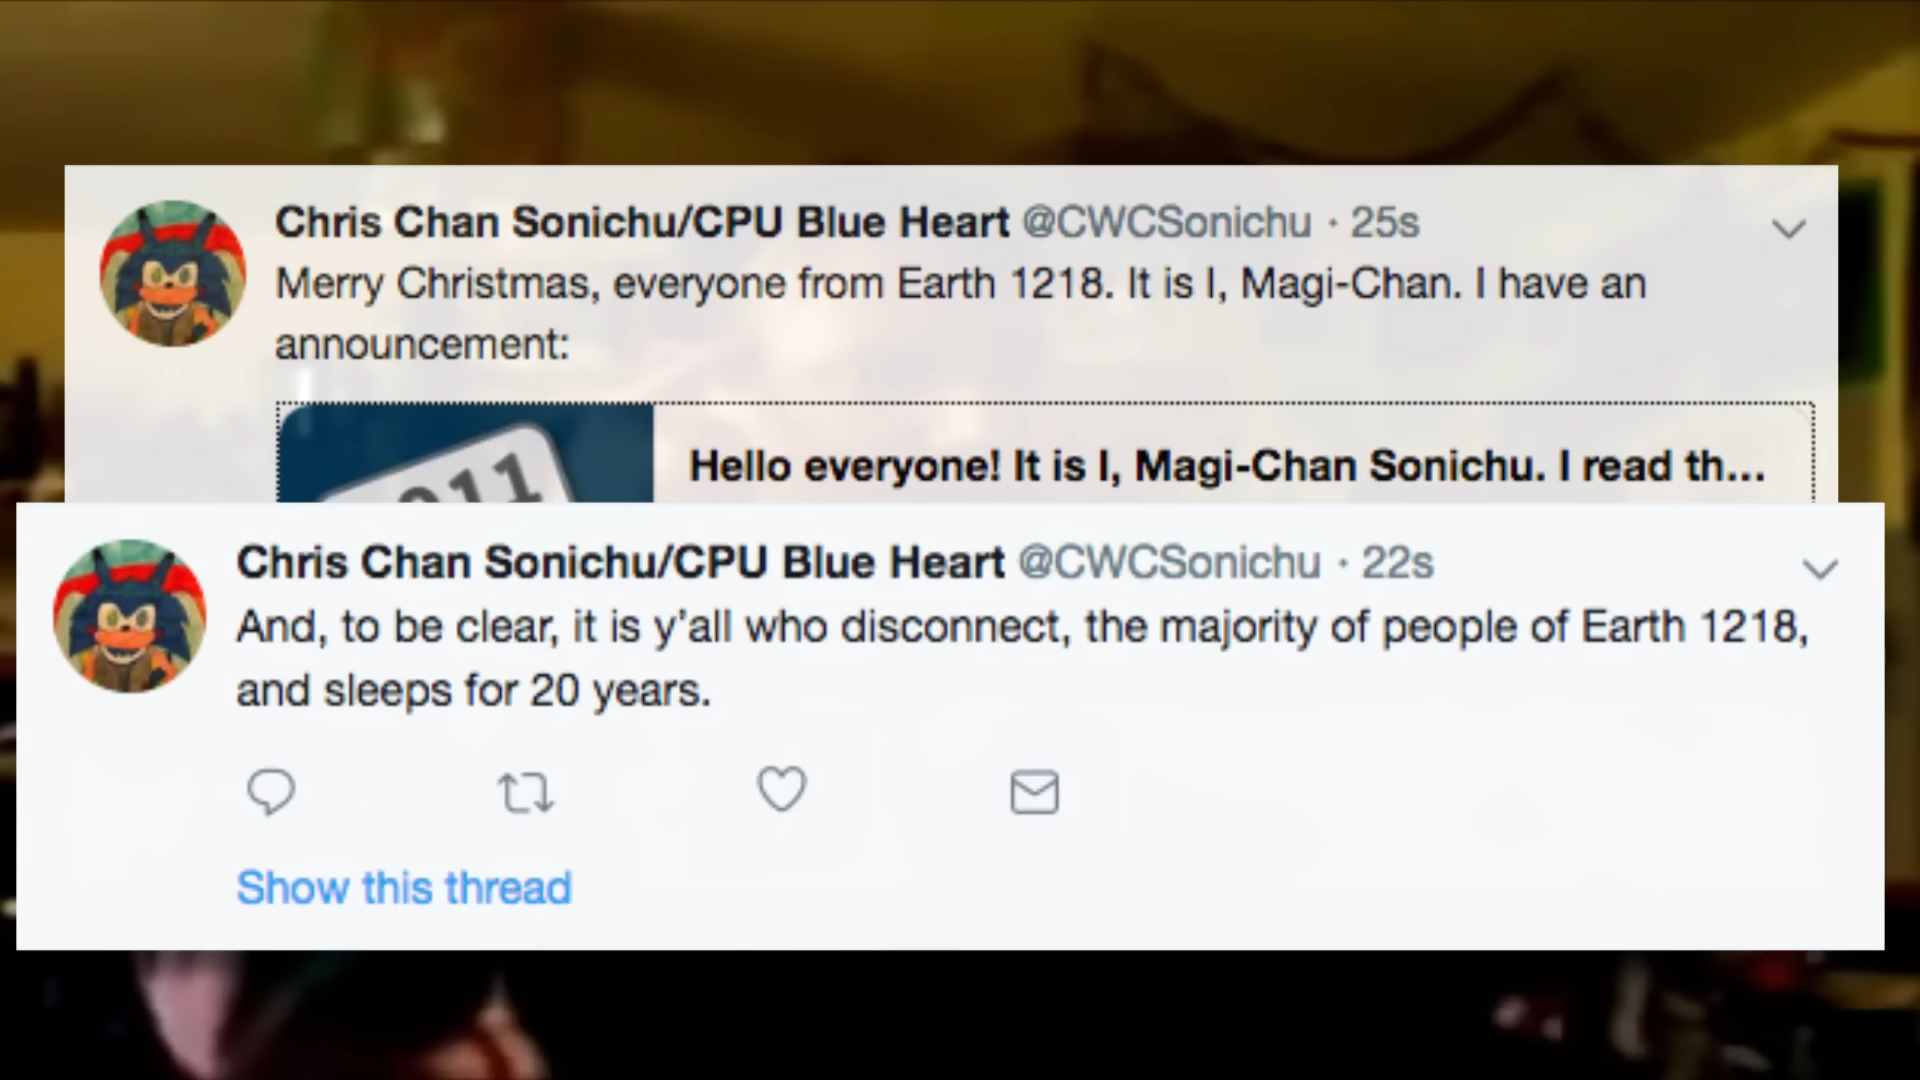 Chris Chan Sonichu/CPU Blue Heart @CWCSonichu · 25s
Merry Christmas, everyone from Earth 1218. It is I, Magi-Chan. I have an
announcement:
911
Hello everyone! It is I, Magi-Chan Sonichu. I read th...
Chris Chan Sonichu/CPU Blue Heart @CWCSonichu · 22s
And, to be clear, it is y'all who disconnect, the majority of people of Earth 1218,
and sleeps for 20 years.
Show this thread